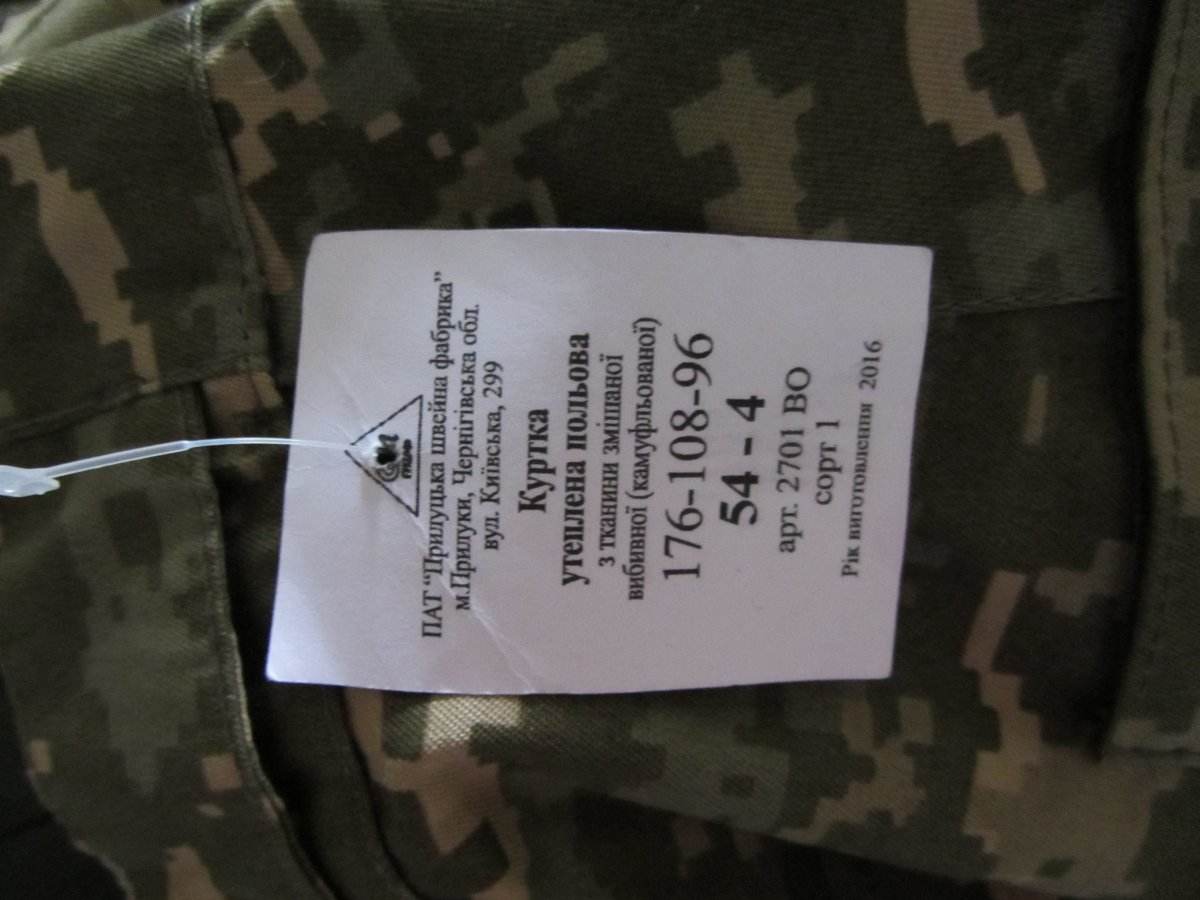 ПАТ “Прилуцька швейна фабрика”
м.Прилуки, Чернігівська обл.
вул. Київська, 299
Куртка
утеплена польова
з тканини змішаної
вибивної (камуфльованої)
176-108-96
54 - 4
арт. 2701 ВО
сорт 1
Рік виготовлення 2016